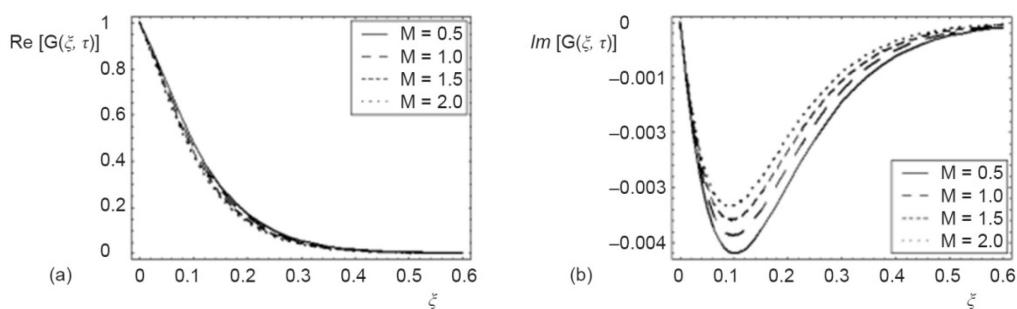 Re [G(ξ, τ)]
1
0.8
0.6
0.4
0.2
0
M = 0.5
M = 1.0
M = 1.5
M = 2.0
0 0.1 0.2 0.3 0.4 0.5 0.6
(a)
ξ
Im [G(ξ, τ)]
−0
−0.001
−0.003
−0.003
−0.004
M = 0.5
M = 1.0
M = 1.5
M = 2.0
0 0.1 0.2 0.3 0.4 0.5 0.6
(b)
ξ